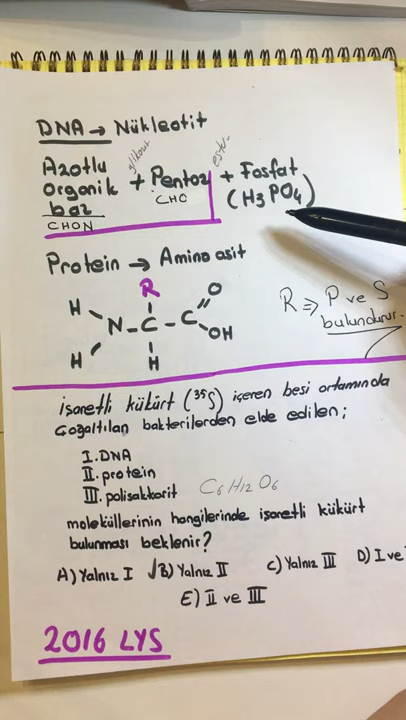 DNA → Nükleotit
glikozit ester
Azotlu organik baz + Pentoz + Fosfat
CHON CHO (H3PO4)
Protein → Amino asit
R
H O
N-C-C
OH
H H
R ⇒ P ve S
bulundurur.
işaretli kükürt (35S) içeren besi ortamında
çoğaltılan bakterilerden elde edilen;
I. DNA
II. protein
III. polisakkarit C6H12O6
moleküllerinin hangilerinde işaretli kükürt
bulunması beklenir?
A) Yalnız I B) Yalnız II C) Yalnız III D) I ve
E) II ve III
2016 LYS